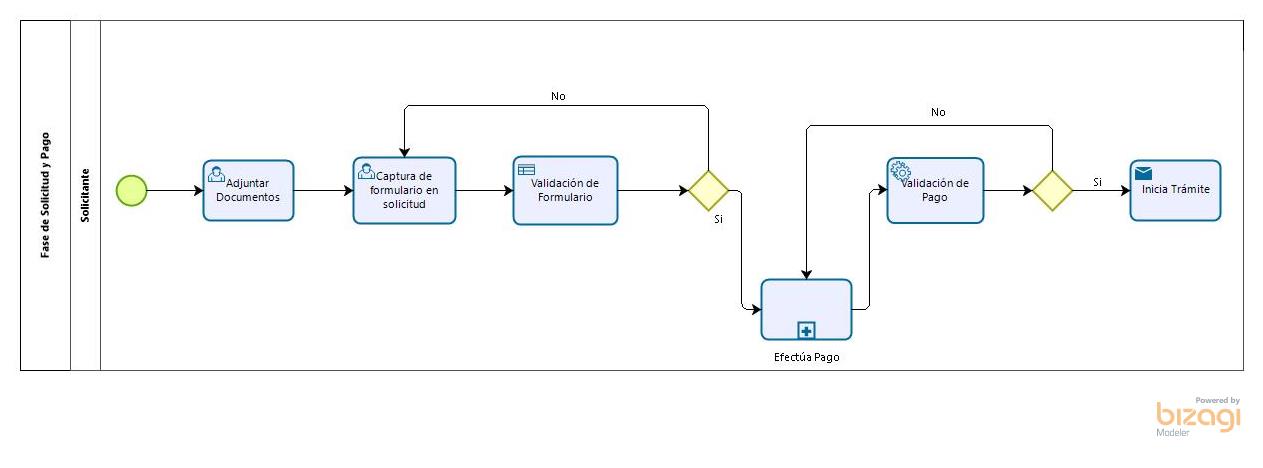 Fase de Solicitud y Pago
Solicitante
Adjuntar
Documentos
Captura de
formulario en
solicitud
Validación de
Formulario
No
Si
Efectúa Pago
Validación de
Pago
No
Si
Inicia Trámite
Powered by
bizagi
Modeler